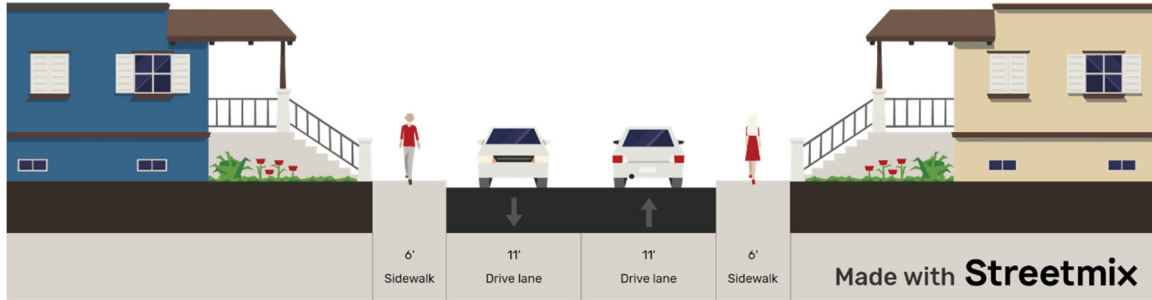 6′
Sidewalk
11′
Drive lane
11′
Drive lane
6′
Sidewalk
Made with Streetmix